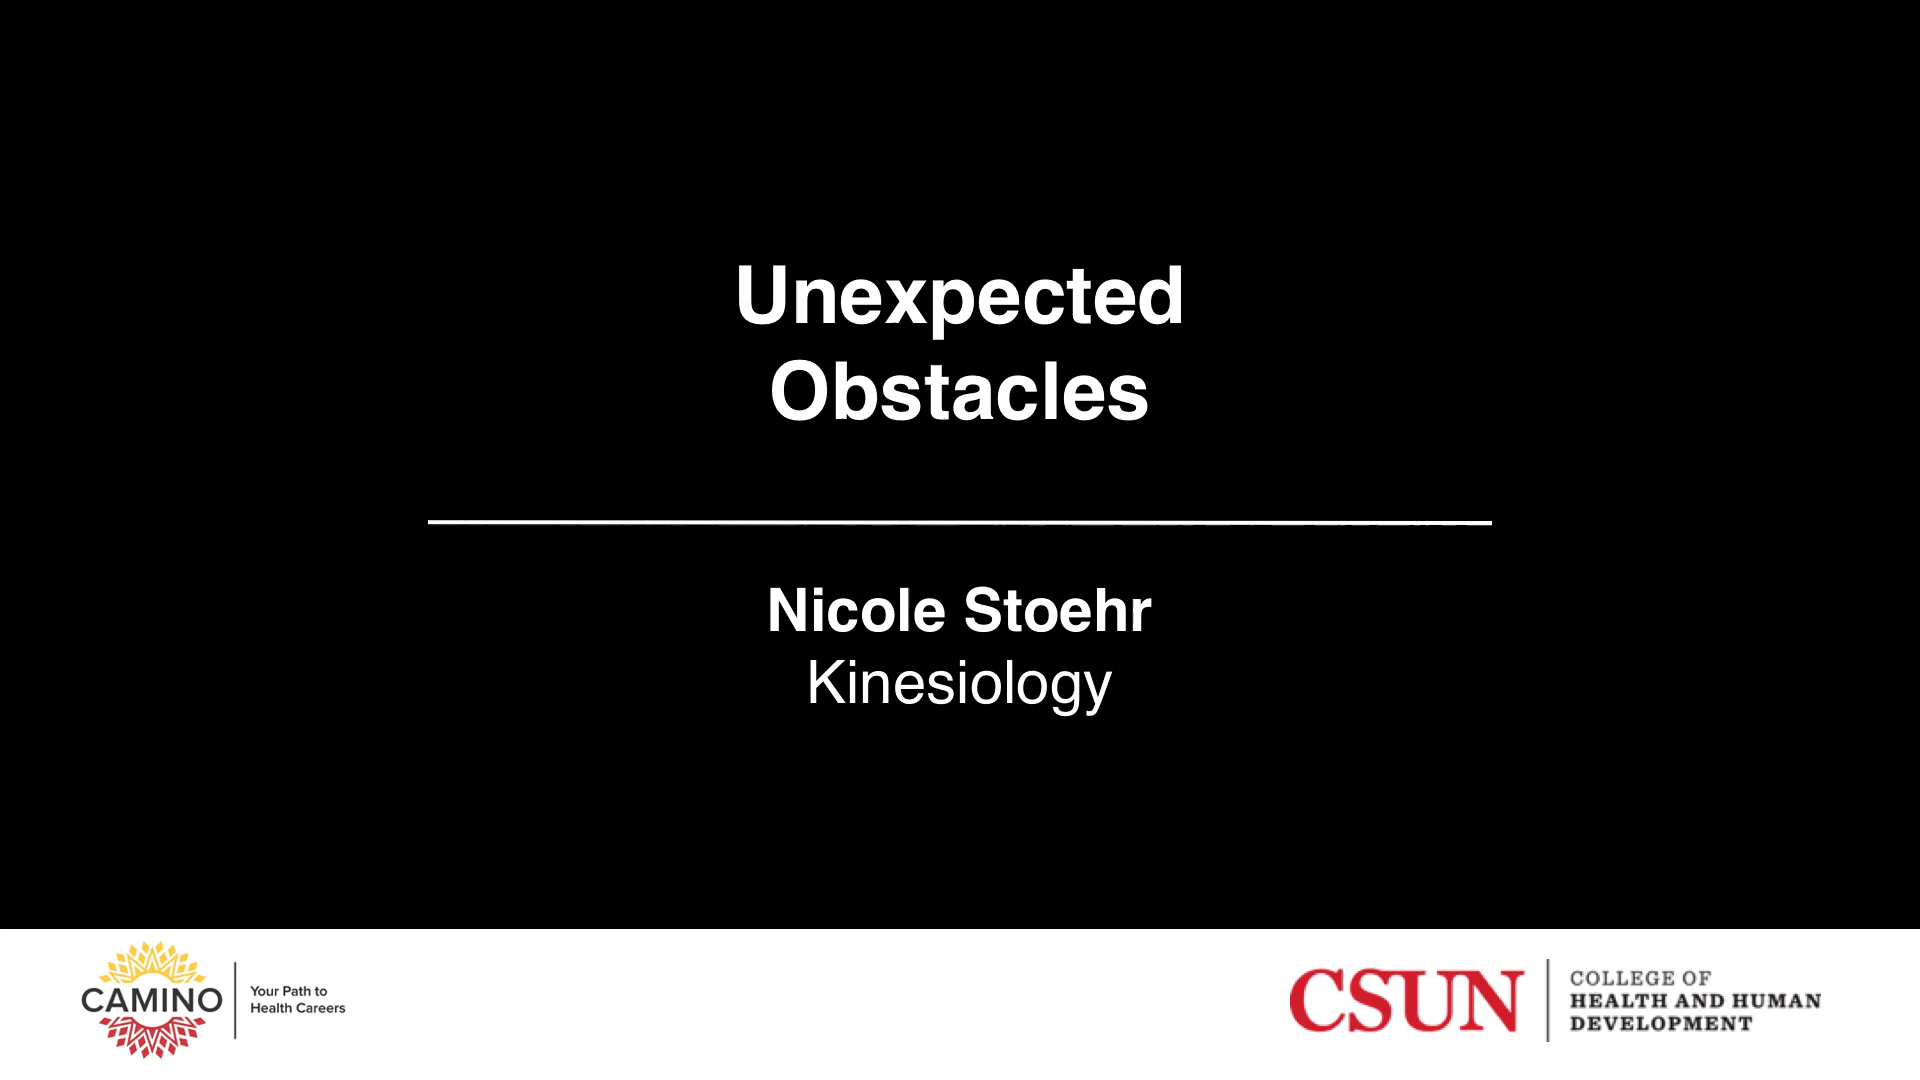 Unexpected
Obstacles
Nicole Stoehr
Kinesiology
CAMINO
Your Path to
Health Careers
CSUN
COLLEGE OF
HEALTH AND HUMAN
DEVELOPMENT